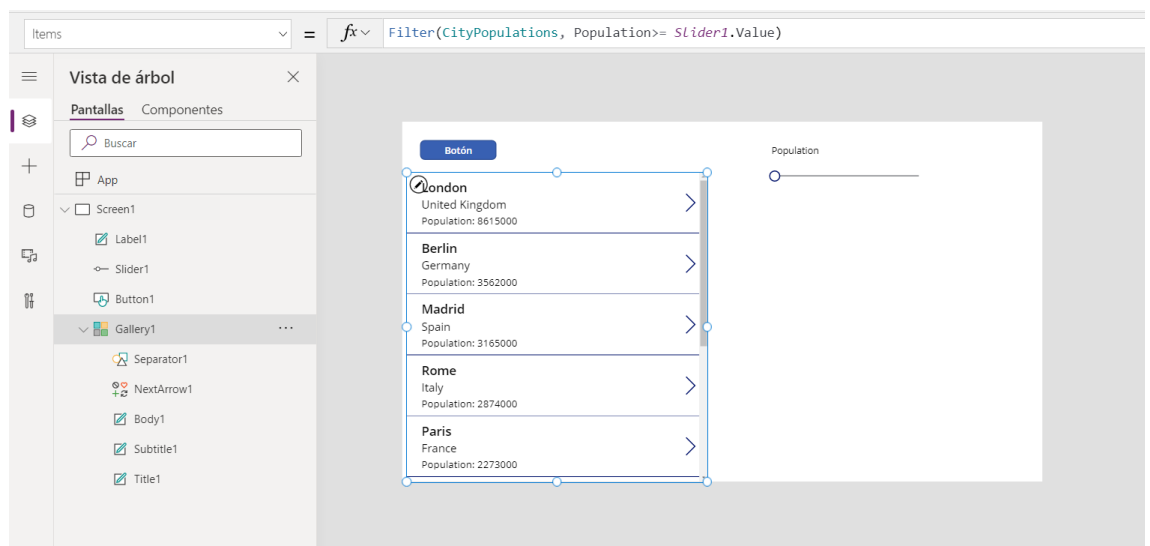 Items
=
fx
Filter(CityPopulations, Population>= Slider1.Value)
Vista de árbol
Pantallas
Componentes
Buscar
App
Screen1
Label1
Slider1
Button1
Gallery1
Separator1
NextArrow1
Body1
Subtitle1
Title1
Botón
Population
London
United Kingdom
Population: 8615000
Berlin
Germany
Population: 3562000
Madrid
Spain
Population: 3165000
Rome
Italy
Population: 2874000
Paris
France
Population: 2273000